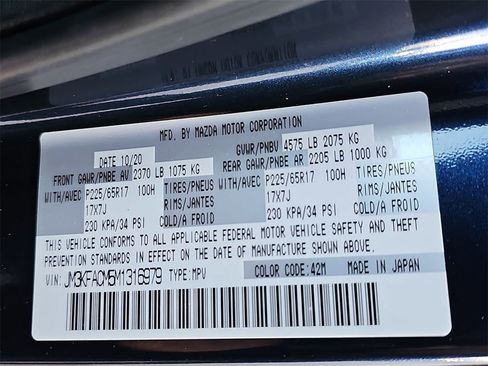 MFD. BY MAZDA MOTOR CORPORATION
DATE 10/20 GVWR/PNBV 4575 LB 2075 KG
FRONT GAWR/PNBE AV 2370 LB 1075 KG REAR GAWR/PNBE AR 2205 LB 1000 KG
WITH/AVEC P225/65R17 100H TIRES/PNEUS WITH/AVEC P225/65R17 100H TIRES/PNEUS
17X7J RIMS/JANTES 17X7J RIMS/JANTES
230 KPA/34 PSI COLD/A FROID 230 KPA/34 PSI COLD/A FROID
THIS VEHICLE CONFORMS TO ALL APPLICABLE FEDERAL MOTOR VEHICLE SAFETY AND THEFT
PREVENTION STANDARDS IN EFFECT ON THE DATE OF MANUFACTURE SHOWN ABOVE.
VIN: JM3KFACM5M1316979 TYPE: MPV COLOR CODE: 42M MADE IN JAPAN